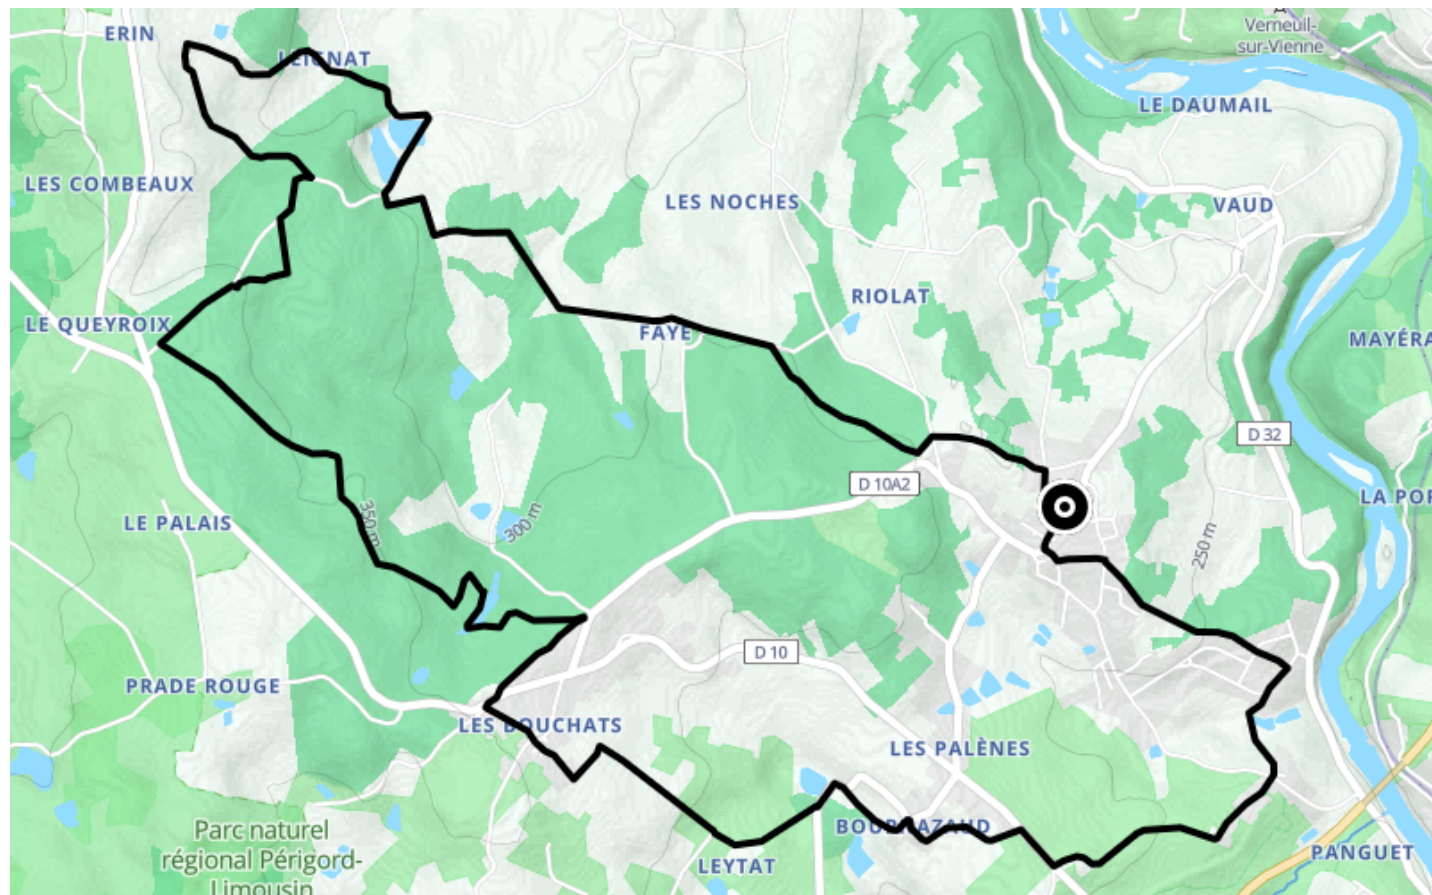 ERIN
LEIGNAT
Verneuil-
sur-Vienne
LE DAUMAIL
LES COMBEAUX
LES NOCHES
VAUD
RIOLAT
LE QUEYROIX
FAYE
MAYÉRA
D 32
D 10A2
LA POR
350 m
300 m
250 m
LE PALAIS
D 10
PRADE ROUGE
LES BOUCHATS
LES PALÈNES
BOURNAZAUD
Parc naturel
régional Périgord-
Limousin
LEYTAT
PANGUET